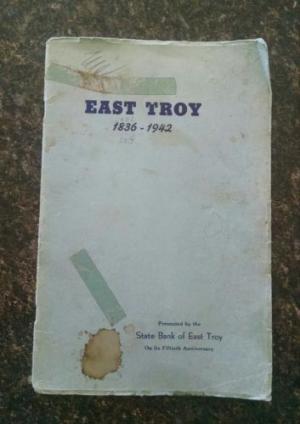 EAST TROY
1836 - 1942
Presented by the
State Bank of East Troy
On Its Fiftieth Anniversary